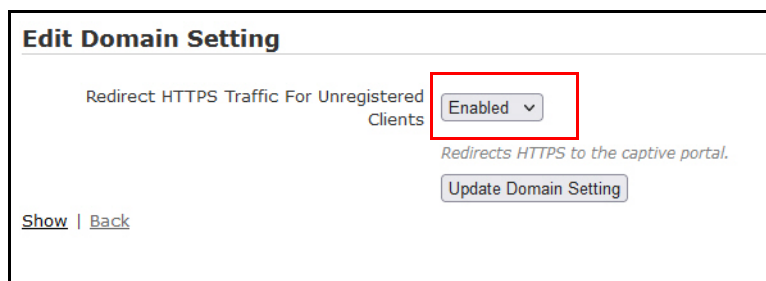 Edit Domain Setting
Redirect HTTPS Traffic For Unregistered
Clients
Enabled
Redirects HTTPS to the captive portal.
Update Domain Setting
Show | Back